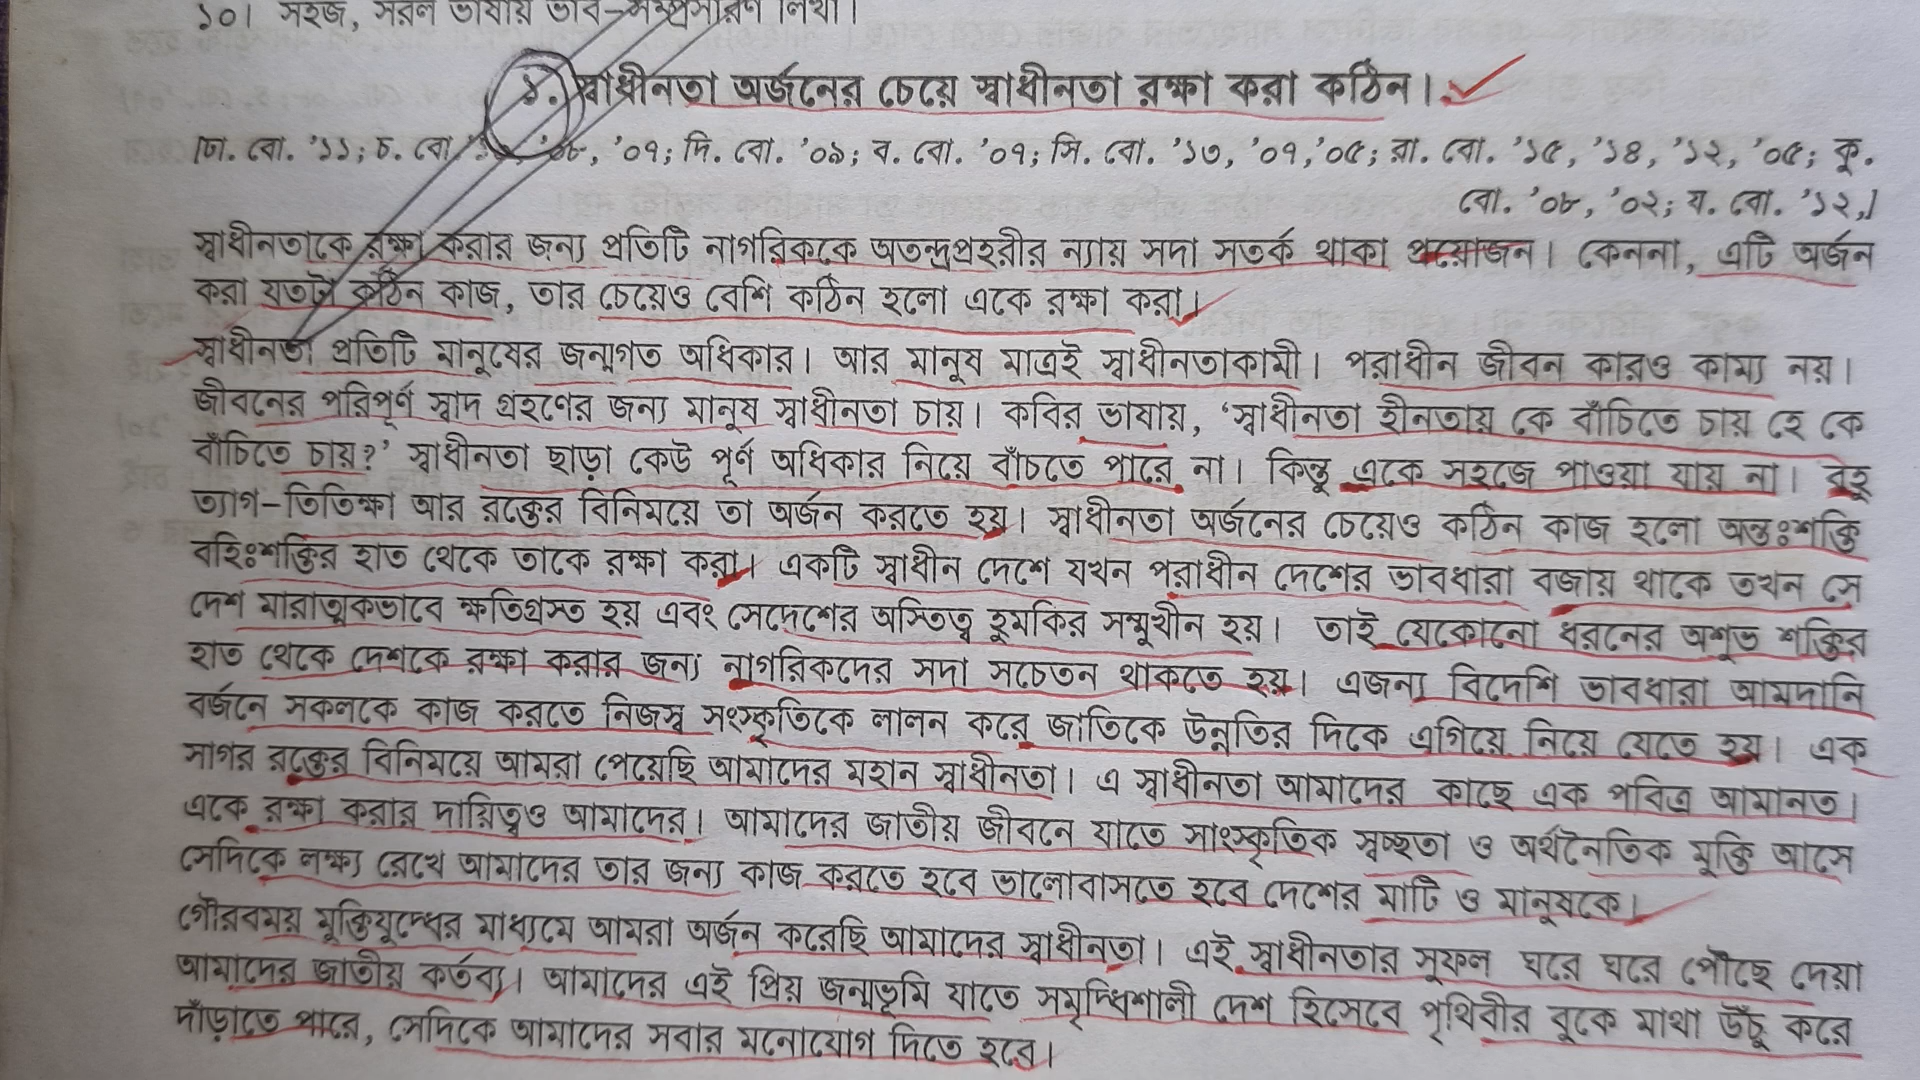 ১০। সহজ, সরল ভাষায় ভাব-সম্প্রসারণ লিখ।
১. স্বাধীনতা অর্জনের চেয়ে স্বাধীনতা রক্ষা করা কঠিন।
[ঢা. বো. '১১; চ. বো. '০৮, '০৭; দি. বো. '০৯; ব. বো. '০৭; সি. বো. '১৩, '০৭,'০৫; রা. বো. '১৫, '১৪, '১২, '০৫; কু.
বো. '০৮, '০২; য. বো. '১২,]
স্বাধীনতাকে রক্ষা করার জন্য প্রতিটি নাগরিককে অতন্দ্রপ্রহরীর ন্যায় সদা সতর্ক থাকা প্রয়োজন। কেননা, এটি অর্জন
করা যতটা কঠিন কাজ, তার চেয়েও বেশি কঠিন হলো একে রক্ষা করা।
স্বাধীনতা প্রতিটি মানুষের জন্মগত অধিকার। আর মানুষ মাত্রই স্বাধীনতাকামী। পরাধীন জীবন কারও কাম্য নয়।
জীবনের পরিপূর্ণ স্বাদ গ্রহণের জন্য মানুষ স্বাধীনতা চায়। কবির ভাষায়, 'স্বাধীনতা হীনতায় কে বাঁচিতে চায় হে কে
বাঁচিতে চায়?' স্বাধীনতা ছাড়া কেউ পূর্ণ অধিকার নিয়ে বাঁচতে পারে না। কিন্তু একে সহজে পাওয়া যায় না। বহু
ত্যাগ-তিতিক্ষা আর রক্তের বিনিময়ে তা অর্জন করতে হয়। স্বাধীনতা অর্জনের চেয়েও কঠিন কাজ হলো অন্তঃশক্তি
বহিঃশক্তির হাত থেকে তাকে রক্ষা করা। একটি স্বাধীন দেশে যখন পরাধীন দেশের ভাবধারা বজায় থাকে তখন সে
দেশ মারাত্মকভাবে ক্ষতিগ্রস্ত হয় এবং সেদেশের অস্তিত্ব হুমকির সম্মুখীন হয়। তাই যেকোনো ধরনের অশুভ শক্তির
হাত থেকে দেশকে রক্ষা করার জন্য নাগরিকদের সদা সচেতন থাকতে হয়। এজন্য বিদেশি ভাবধারা আমদানি
বর্জনে সকলকে কাজ করতে নিজস্ব সংস্কৃতিকে লালন করে জাতিকে উন্নতির দিকে এগিয়ে নিয়ে যেতে হয়। এক
সাগর রক্তের বিনিময়ে আমরা পেয়েছি আমাদের মহান স্বাধীনতা। এ স্বাধীনতা আমাদের কাছে এক পবিত্র আমানত।
একে রক্ষা করার দায়িত্বও আমাদের। আমাদের জাতীয় জীবনে যাতে সাংস্কৃতিক স্বচ্ছতা ও অর্থনৈতিক মুক্তি আসে
সেদিকে লক্ষ্য রেখে আমাদের তার জন্য কাজ করতে হবে ভালোবাসতে হবে দেশের মাটি ও মানুষকে।
গৌরবময় মুক্তিযুদ্ধের মাধ্যমে আমরা অর্জন করেছি আমাদের স্বাধীনতা। এই স্বাধীনতার সুফল ঘরে ঘরে পৌছে দেয়া
আমাদের জাতীয় কর্তব্য। আমাদের এই প্রিয় জন্মভূমি যাতে সমৃদ্ধিশালী দেশ হিসেবে পৃথিবীর বুকে মাথা উঁচু করে
দাঁড়াতে পারে, সেদিকে আমাদের সবার মনোযোগ দিতে হবে।